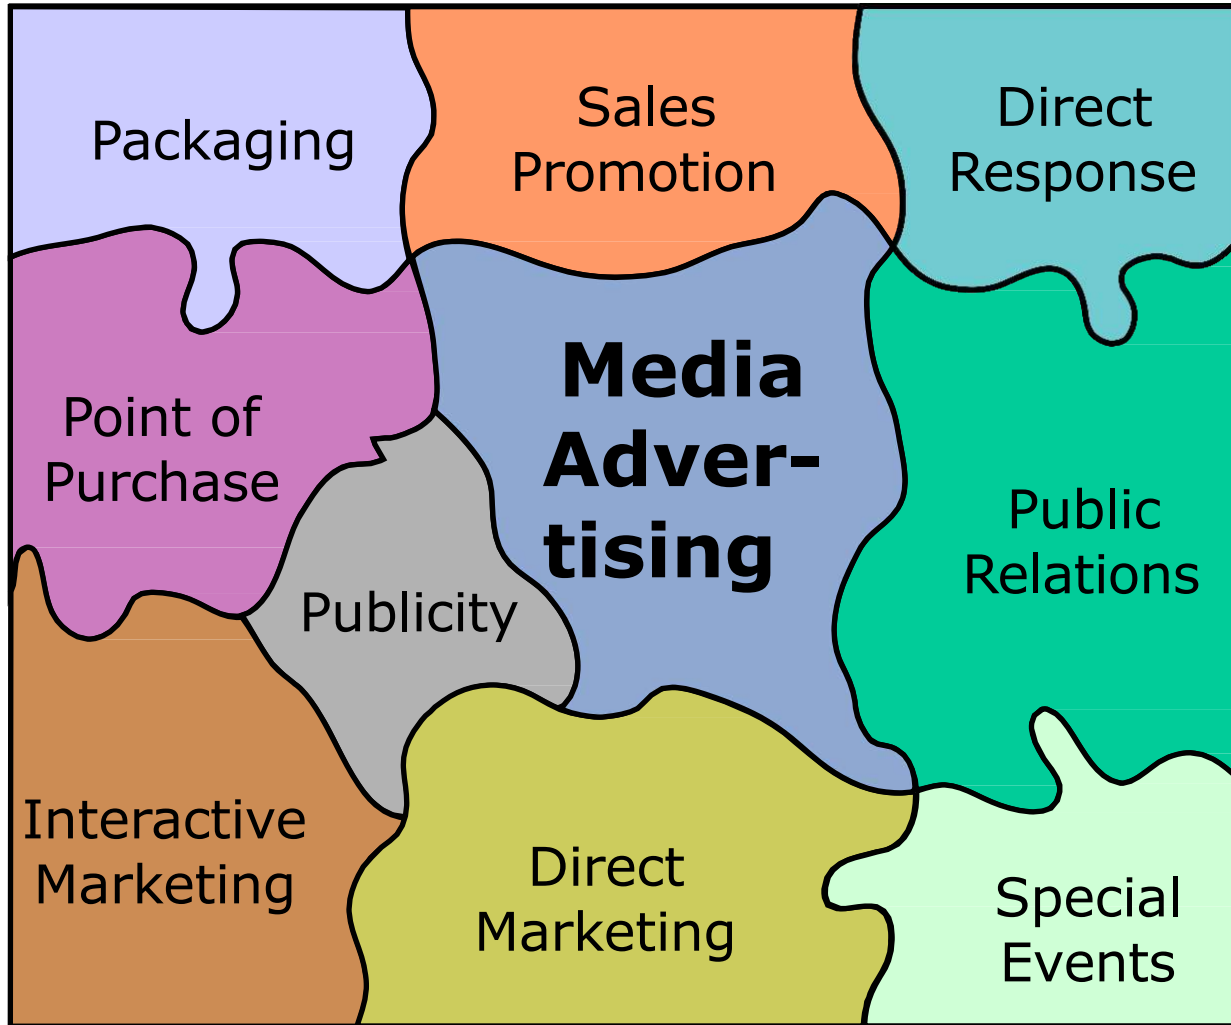 Packaging
Sales
Promotion
Direct
Response
Point of
Purchase
Media
Adver-
tising
Public
Relations
Publicity
Interactive
Marketing
Direct
Marketing
Special
Events